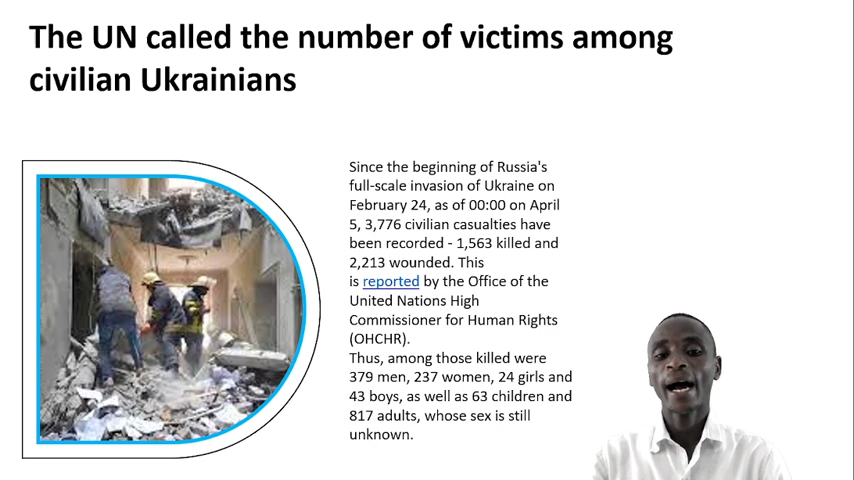 The UN called the number of victims among
civilian Ukrainians
Since the beginning of Russia's
full-scale invasion of Ukraine on
February 24, as of 00:00 on April
5, 3,776 civilian casualties have
been recorded - 1,563 killed and
2,213 wounded. This
is reported by the Office of the
United Nations High
Commissioner for Human Rights
(OHCHR).
Thus, among those killed were
379 men, 237 women, 24 girls and
43 boys, as well as 63 children and
817 adults, whose sex is still
unknown.